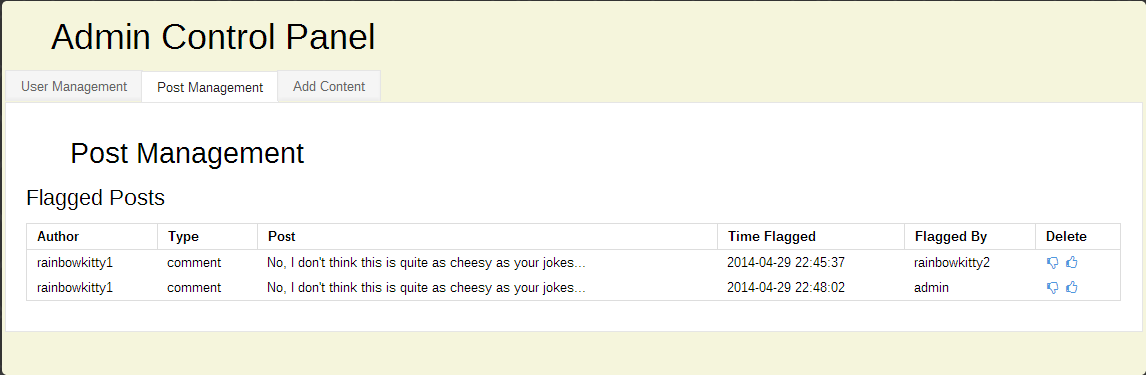 Admin Control Panel
User Management Post Management Add Content
Post Management
Flagged Posts
Author Type Post Time Flagged Flagged By Delete
rainbowkitty1 comment No, I don't think this is quite as cheesy as your jokes... 2014-04-29 22:45:37 rainbowkitty2
rainbowkitty1 comment No, I don't think this is quite as cheesy as your jokes... 2014-04-29 22:48:02 admin